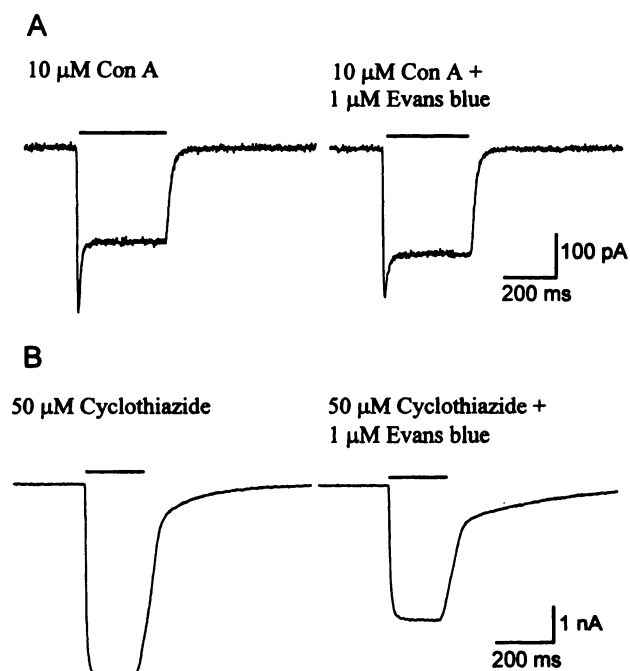 A
10 μM Con A
10 μM Con A +
1 μM Evans blue
100 pA
200 ms
B
50 μM Cyclothiazide
50 μM Cyclothiazide +
1 μM Evans blue
1 nA
200 ms